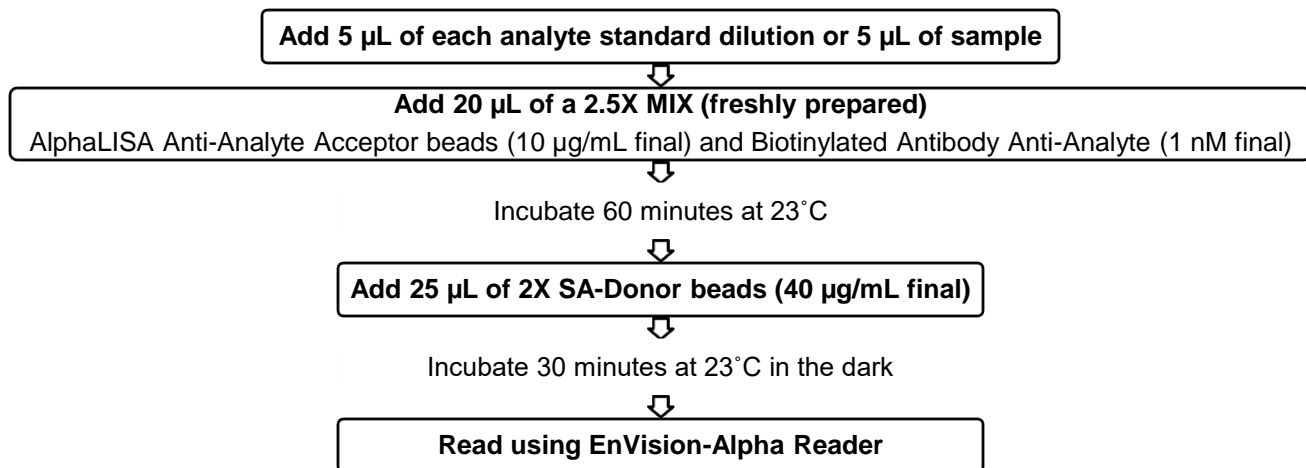 Add 5 µL of each analyte standard dilution or 5 µL of sample
Add 20 µL of a 2.5X MIX (freshly prepared)
AlphaLISA Anti-Analyte Acceptor beads (10 µg/mL final) and Biotinylated Antibody Anti-Analyte (1 nM final)
Incubate 60 minutes at 23˚C
Add 25 µL of 2X SA-Donor beads (40 µg/mL final)
Incubate 30 minutes at 23˚C in the dark
Read using EnVision-Alpha Reader